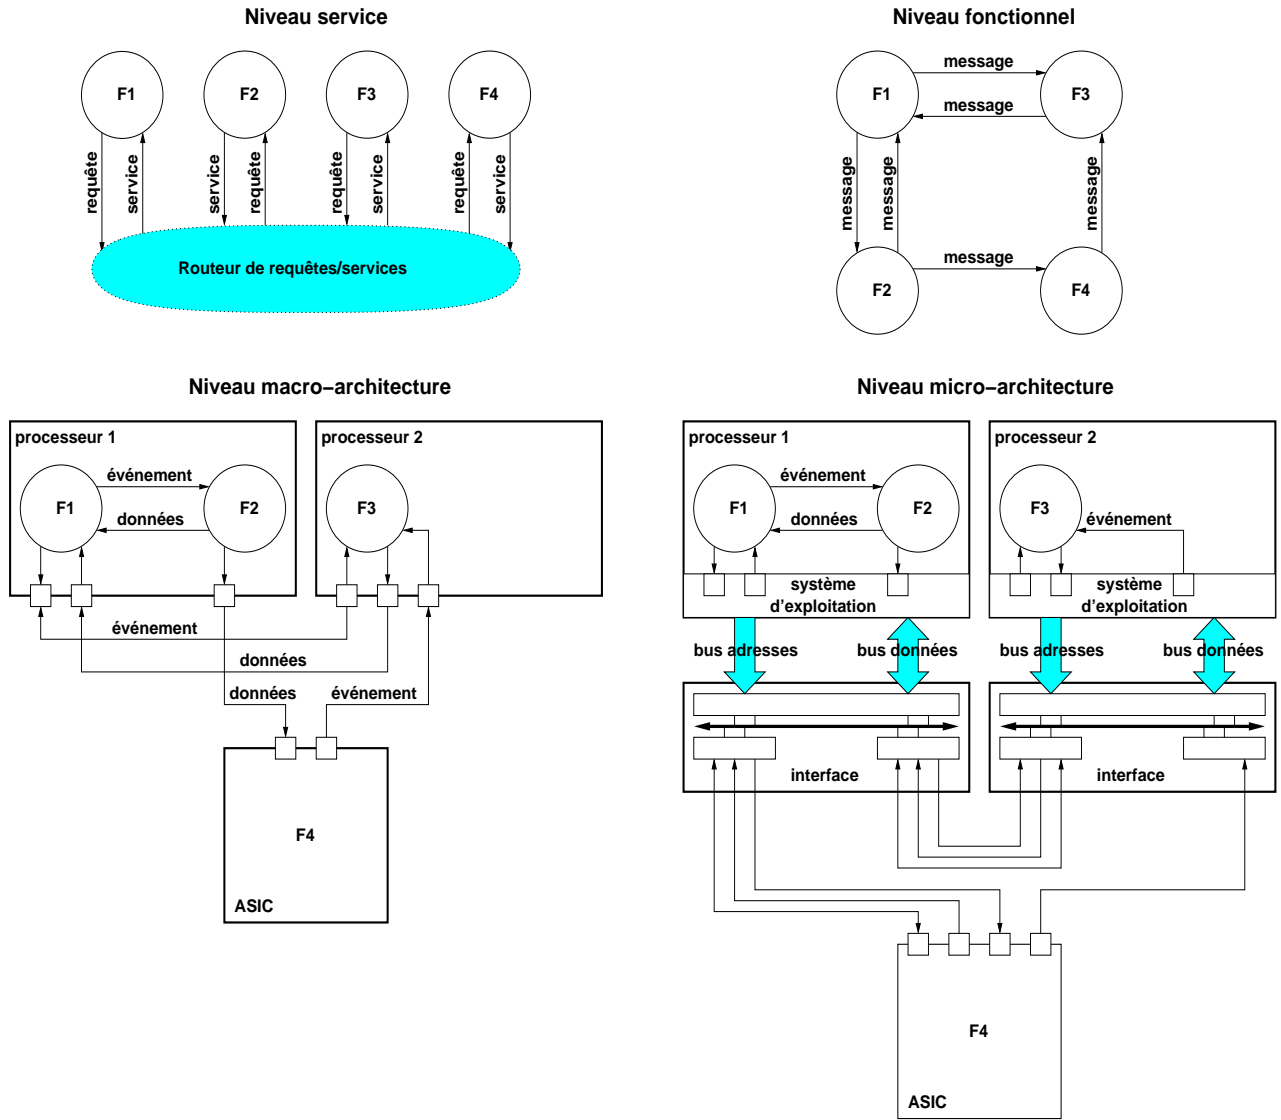 Niveau service
F1
F2
F3
F4
requête
service
service
requête
requête
service
requête
service
Routeur de requêtes/services
Niveau fonctionnel
message
F1
F3
message
message
message
message
F2
message
F4
Niveau macro−architecture
processeur 1
processeur 2
événement
F1
F2
F3
données
événement
données
données
événement
F4
ASIC
Niveau micro−architecture
processeur 1
processeur 2
événement
F1
F2
F3
données
événement
système
d'exploitation
système
d'exploitation
bus adresses
bus données
bus adresses
bus données
interface
interface
F4
ASIC